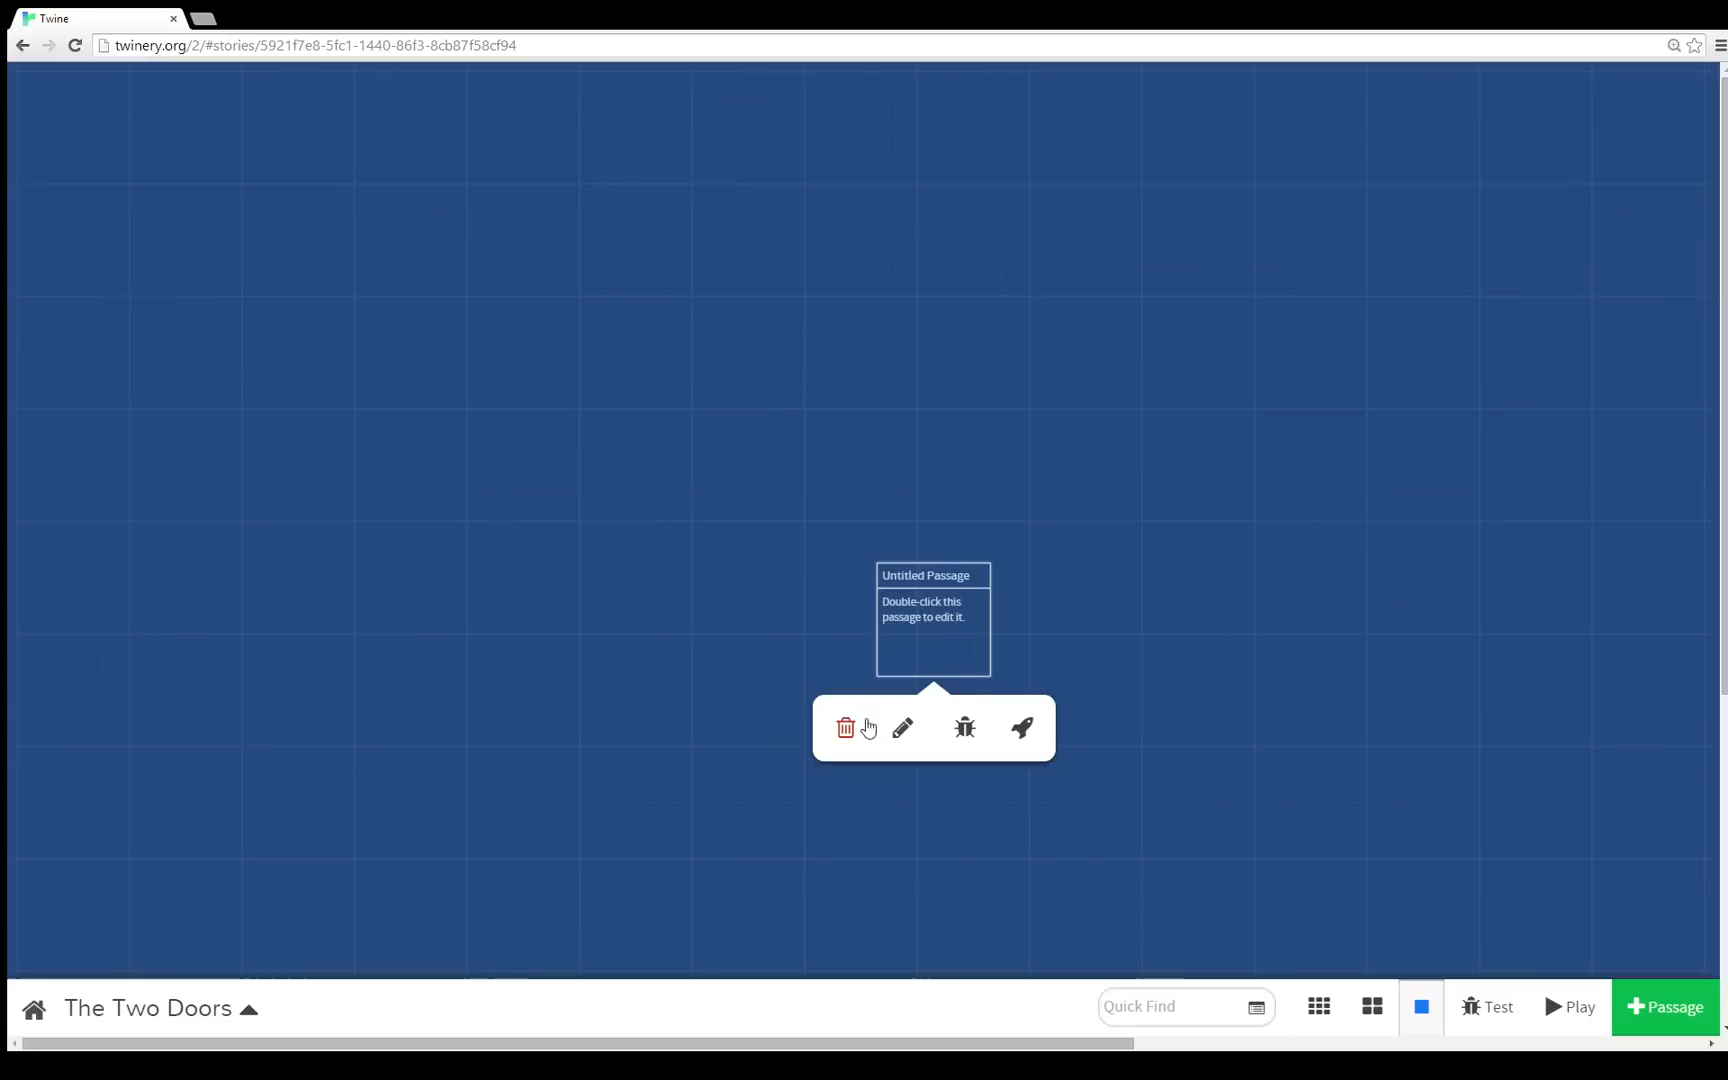 Twine
twinery.org/2/#stories/5921f7e8-5fc1-1440-86f3-8cb87f58cf94
Untitled Passage
Double-click this
passage to edit it.
The Two Doors
Quick Find
Test
Play
Passage